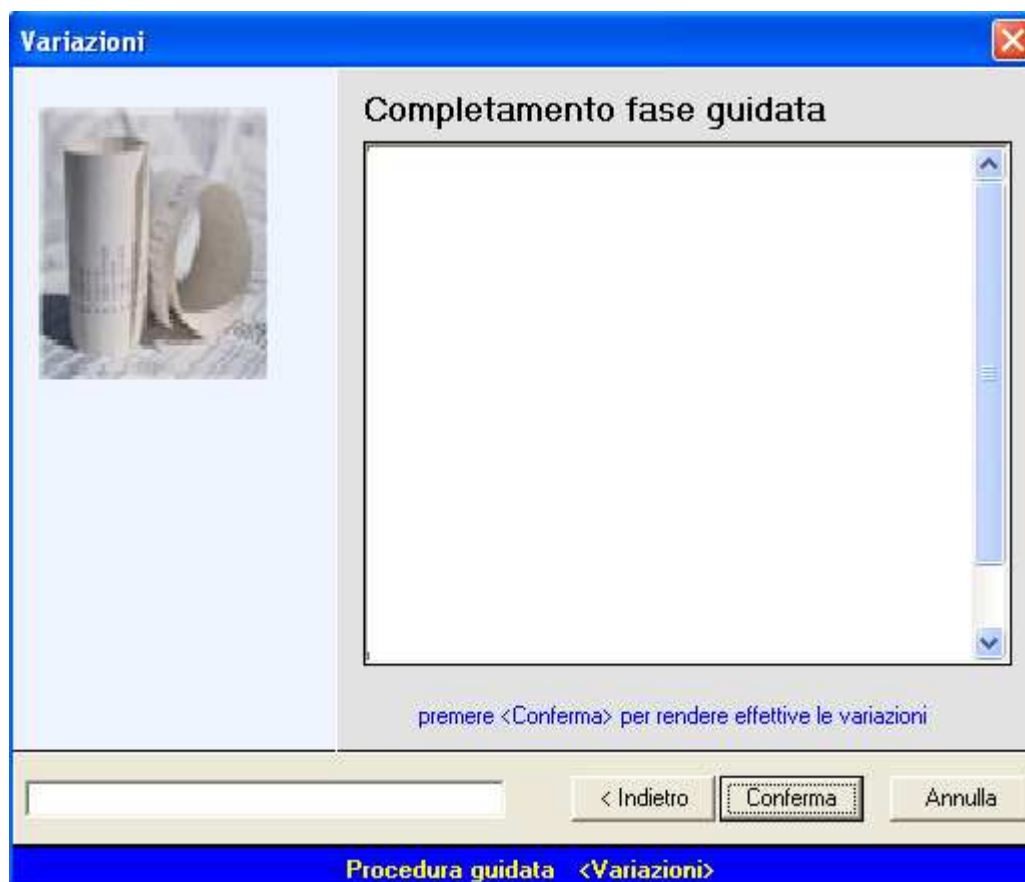 Variazioni
Completamento fase guidata
premere <Conferma> per rendere effettive le variazioni
< Indietro
Conferma
Annulla
Procedura guidata <Variazioni>